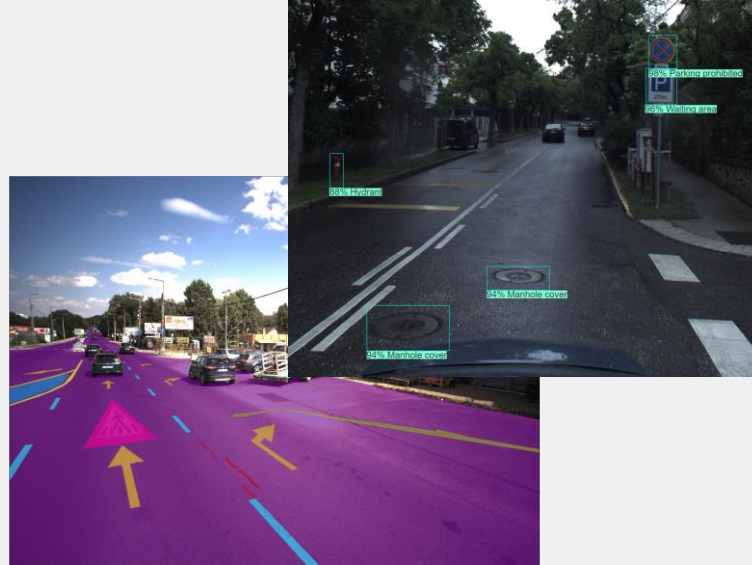 98% Parking prohibited
P
96% Waiting area
88% Hydrant
94% Manhole cover
94% Manhole cover